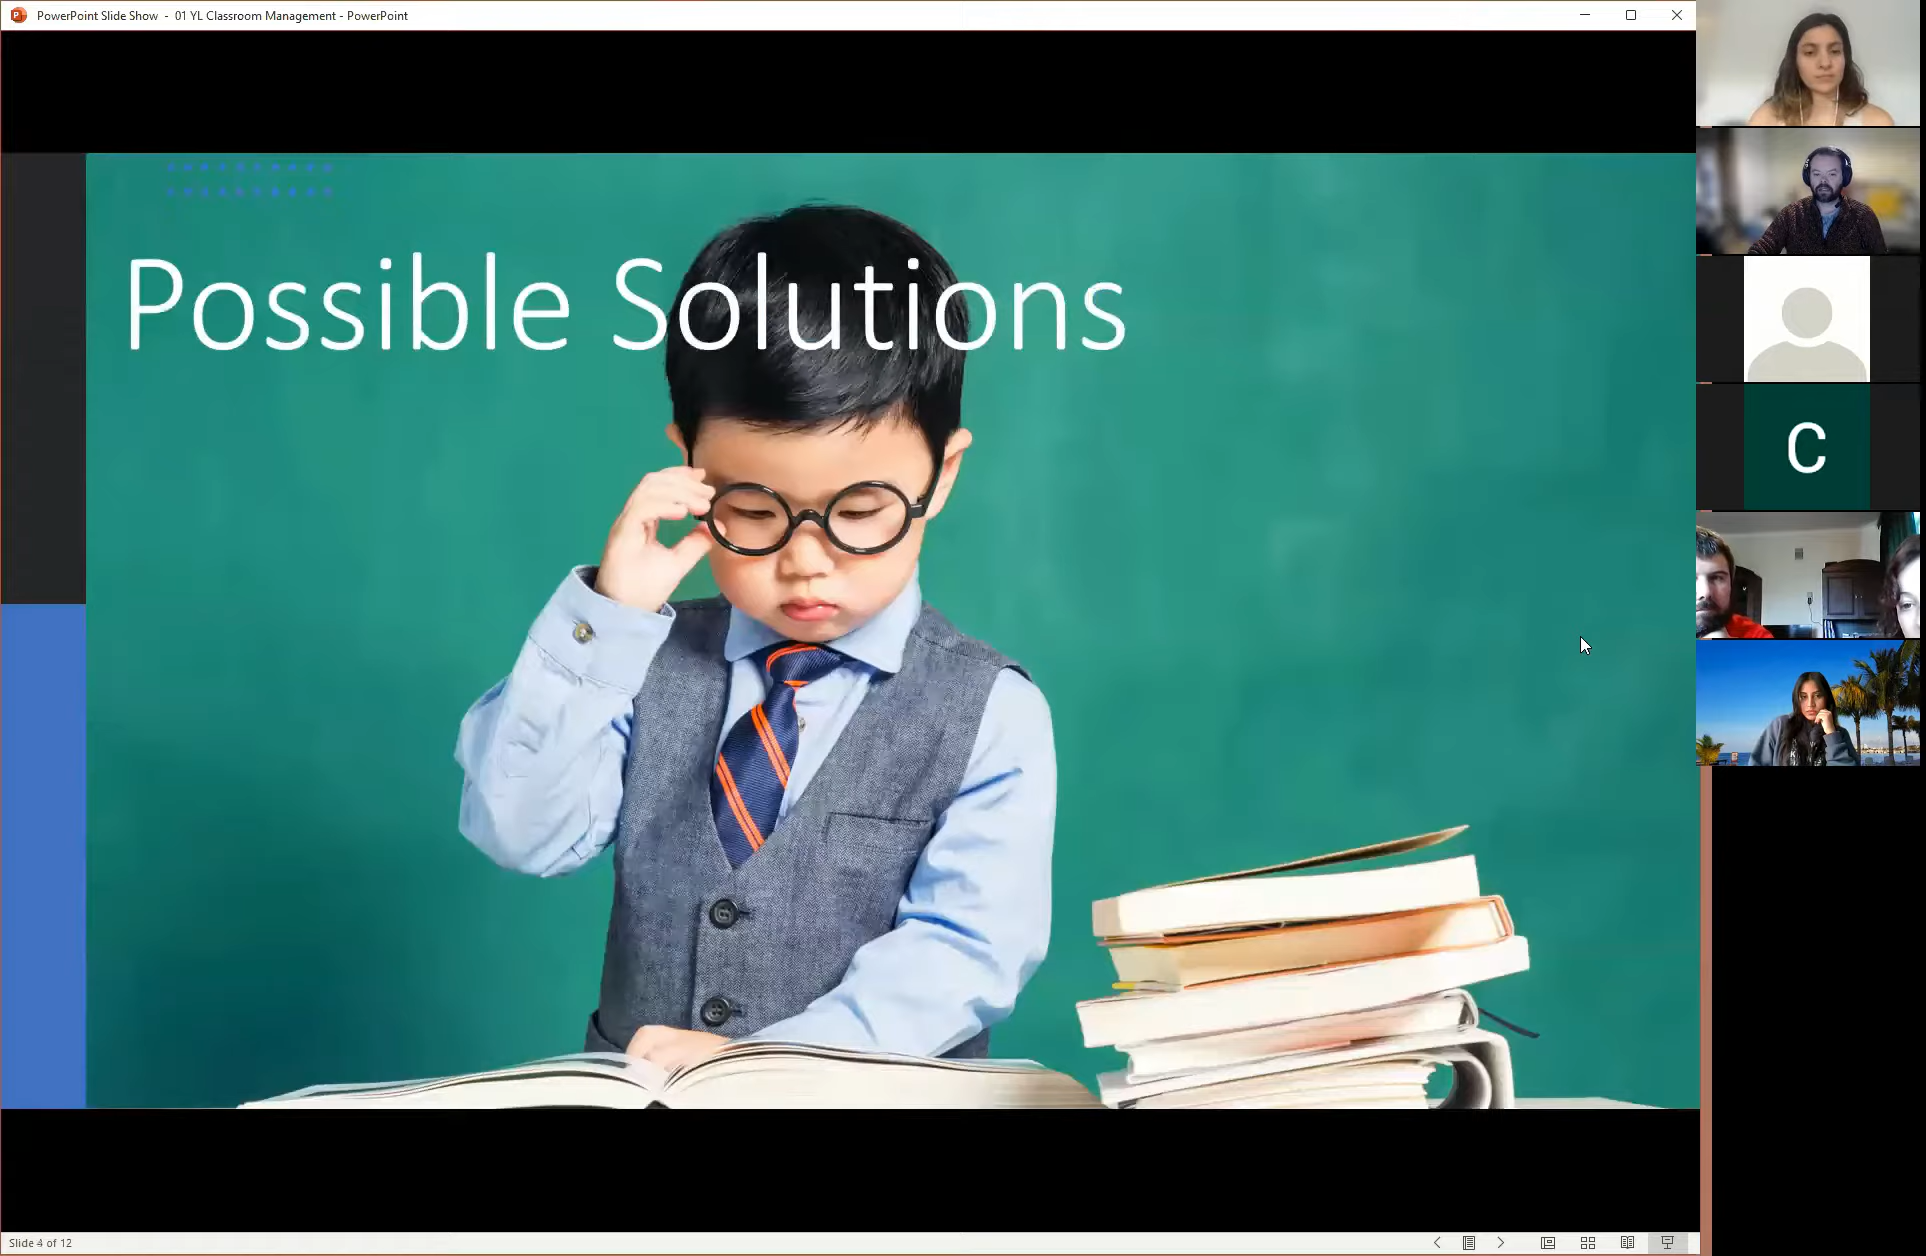 PowerPoint Slide Show - 01 YL Classroom Management - PowerPoint
Possible Solutions
C
Slide 4 of 12